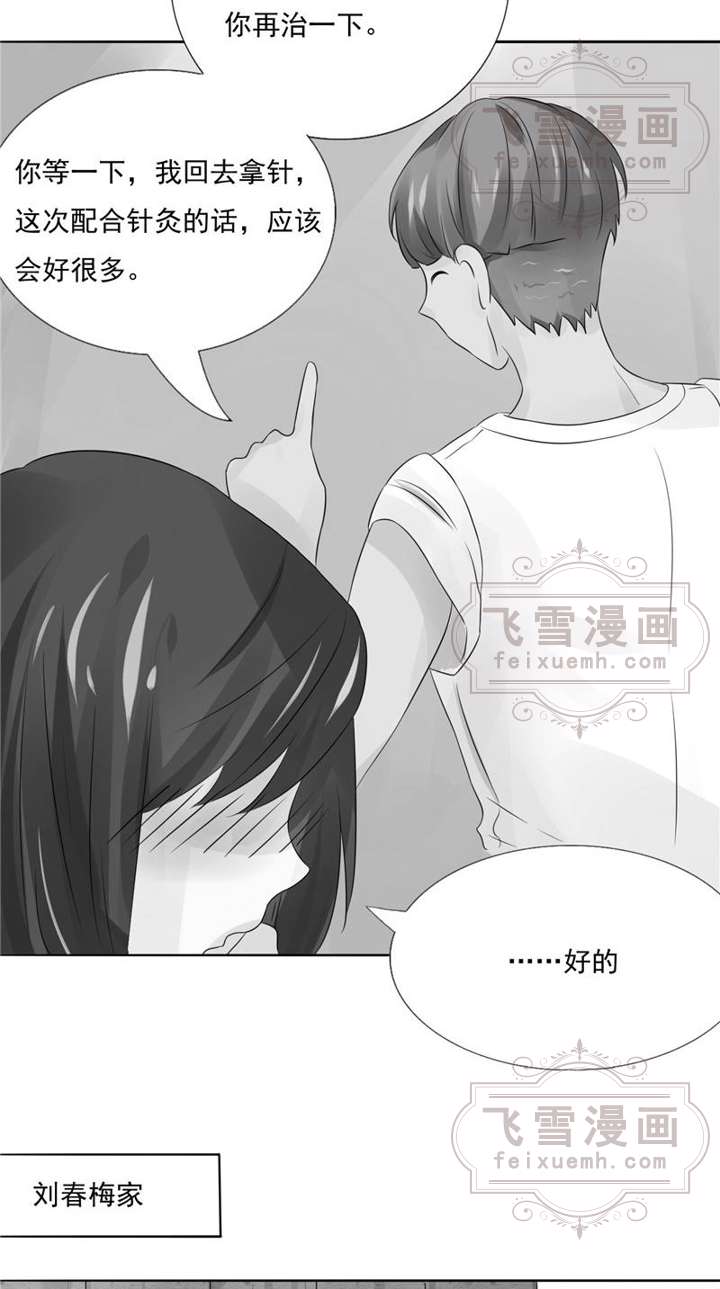 你再治一下。
飞雪漫画
feixuemh.com
你等一下，我回去拿针，
这次配合针灸的话，应该
会好很多。
飞雪漫画
feixuemh.com
……好的
飞雪漫画
feixuemh.com
刘春梅家